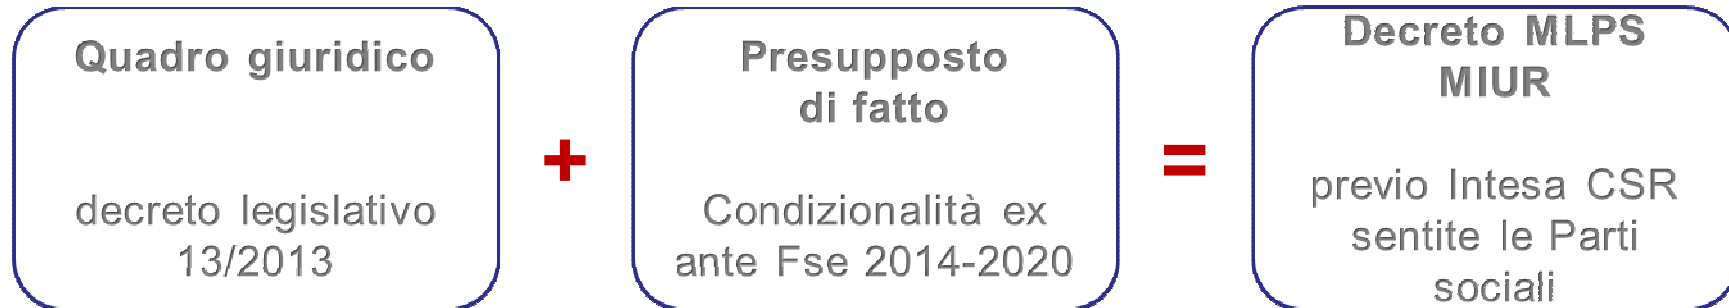 Quadro giuridico
decreto legislativo
13/2013
+
Presupposto
di fatto
Condizionalità ex
ante Fse 2014-2020
=
Decreto MLPS
MIUR
previo Intesa CSR
sentite le Parti
sociali